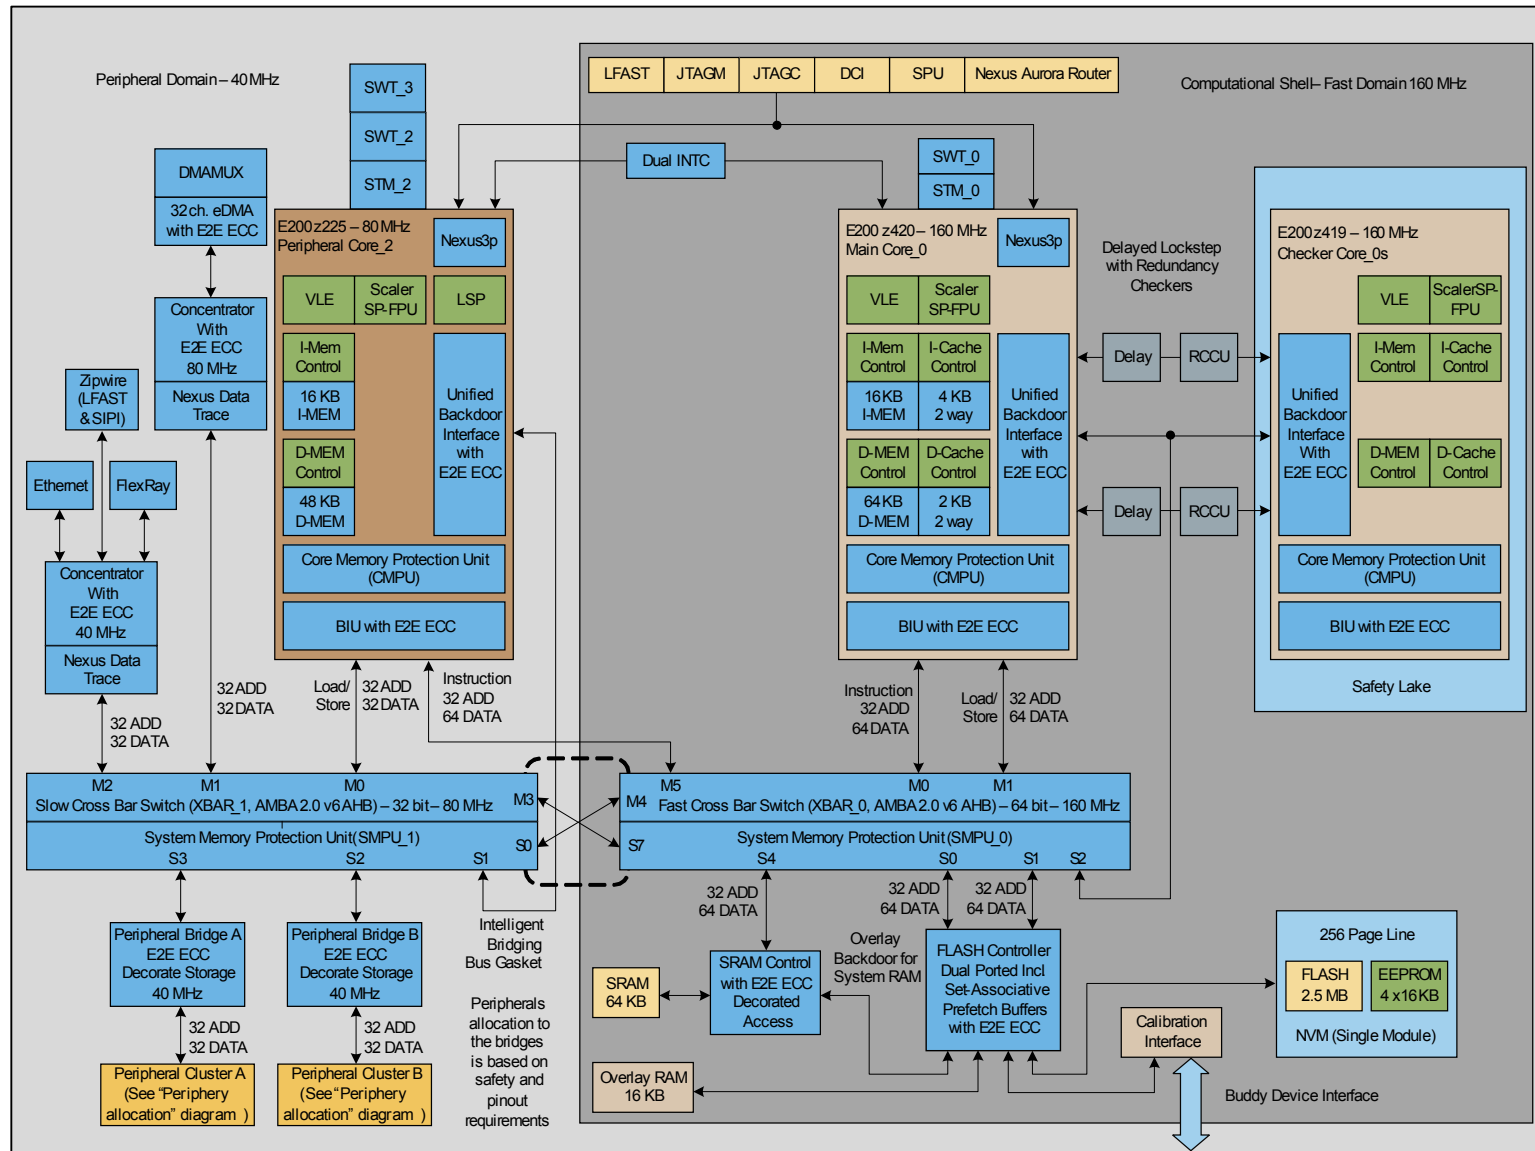 Peripheral Domain – 40 MHz
Computational Shell – Fast Domain 160 MHz
LFAST
JTAGM
JTAGC
DCI
SPU
Nexus Aurora Router
SWT_3
SWT_2
STM_2
Dual INTC
SWT_0
STM_0
DMAMUX
32 ch. eDMA
with E2E ECC
Concentrator
With
E2E ECC
80 MHz
Nexus Data
Trace
Zipwire
(LFAST
& SIPI)
Ethernet
FlexRay
Concentrator
With
E2E ECC
40 MHz
Nexus Data
Trace
E200 z225 – 80 MHz
Peripheral Core_2
Nexus3p
VLE
Scaler
SP-FPU
LSP
I-Mem
Control
16 KB
I-MEM
D-MEM
Control
48 KB
D-MEM
Unified
Backdoor
Interface
with
E2E ECC
Core Memory Protection Unit
(CMPU)
BIU with E2E ECC
E200 z420 – 160 MHz
Main Core_0
Nexus3p
VLE
Scaler
SP-FPU
I-Mem
Control
I-Cache
Control
16 KB
I-MEM
4 KB
2 way
D-MEM
Control
D-Cache
Control
64 KB
D-MEM
2 KB
2 way
Unified
Backdoor
Interface
with
E2E ECC
Core Memory Protection Unit
(CMPU)
BIU with E2E ECC
Delayed Lockstep
with Redundancy
Checkers
Delay
RCCU
Delay
RCCU
E200 z419 – 160 MHz
Checker Core_0s
VLE
ScalerSP-
FPU
I-Mem
Control
I-Cache
Control
Unified
Backdoor
Interface
With
E2E ECC
D-MEM
Control
D-Cache
Control
Core Memory Protection Unit
(CMPU)
BIU with E2E ECC
Safety Lake
32 ADD
32 DATA
32 ADD
32 DATA
Load/
Store
32 ADD
32 DATA
Instruction
32 ADD
64 DATA
Instruction
32 ADD
64 DATA
Load/
Store
32 ADD
64 DATA
M2
M1
M0
M3
Slow Cross Bar Switch (XBAR_1, AMBA 2.0 v6 AHB) – 32 bit – 80 MHz
System Memory Protection Unit(SMPU_1)
S3
S2
S1
S0
M5
M0
M1
M4
Fast Cross Bar Switch (XBAR_0, AMBA 2.0 v6 AHB) – 64 bit – 160 MHz
System Memory Protection Unit(SMPU_0)
S7
S4
S0
S1
S2
32 ADD
64 DATA
32 ADD
64 DATA
32 ADD
64 DATA
Peripheral Bridge A
E2E ECC
Decorate Storage
40 MHz
Peripheral Bridge B
E2E ECC
Decorate Storage
40 MHz
Intelligent
Bridging
Bus Gasket
Peripherals
allocation to
the bridges
is based on
safety and
pinout
requirements
32 ADD
32 DATA
32 ADD
32 DATA
Peripheral Cluster A
(See “Periphery
allocation” diagram )
Peripheral Cluster B
(See “Periphery
allocation” diagram )
SRAM
64 KB
SRAM Control
with E2E ECC
Decorated
Access
Overlay
Backdoor for
System RAM
FLASH Controller
Dual Ported Incl
Set-Associative
Prefetch Buffers
with E2E ECC
Overlay RAM
16 KB
Calibration
Interface
256 Page Line
FLASH
2.5 MB
EEPROM
4 x16 KB
NVM (Single Module)
Buddy Device Interface